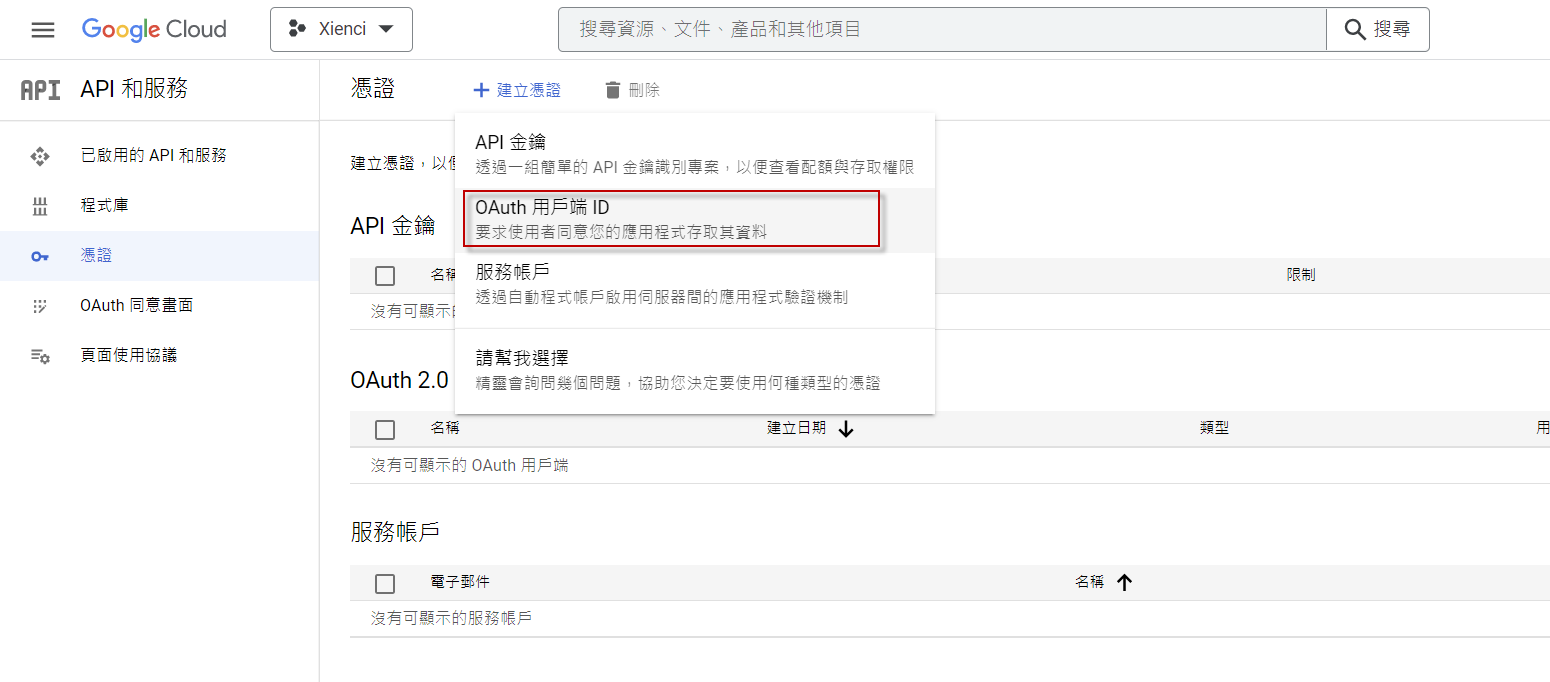 Google Cloud
Xienci
搜尋資源、文件、產品和其他項目
搜尋
API API 和服務
憑證
建立憑證
刪除
已啟用的 API 和服務
程式庫
憑證
OAuth 同意畫面
頁面使用協議
建立憑證，以
API 金鑰
透過一組簡單的 API 金鑰識別專案，以便查看配額與存取權限
OAuth 用戶端 ID
要求使用者同意您的應用程式存取其資料
服務帳戶
透過自動程式帳戶啟用伺服器間的應用程式驗證機制
請幫我選擇
精靈會詢問幾個問題，協助您決定要使用何種類型的憑證
API 金鑰
名稱
限制
沒有可顯示
OAuth 2.0
名稱
建立日期
類型
用
沒有可顯示的 OAuth 用戶端
服務帳戶
電子郵件
名稱
沒有可顯示的服務帳戶